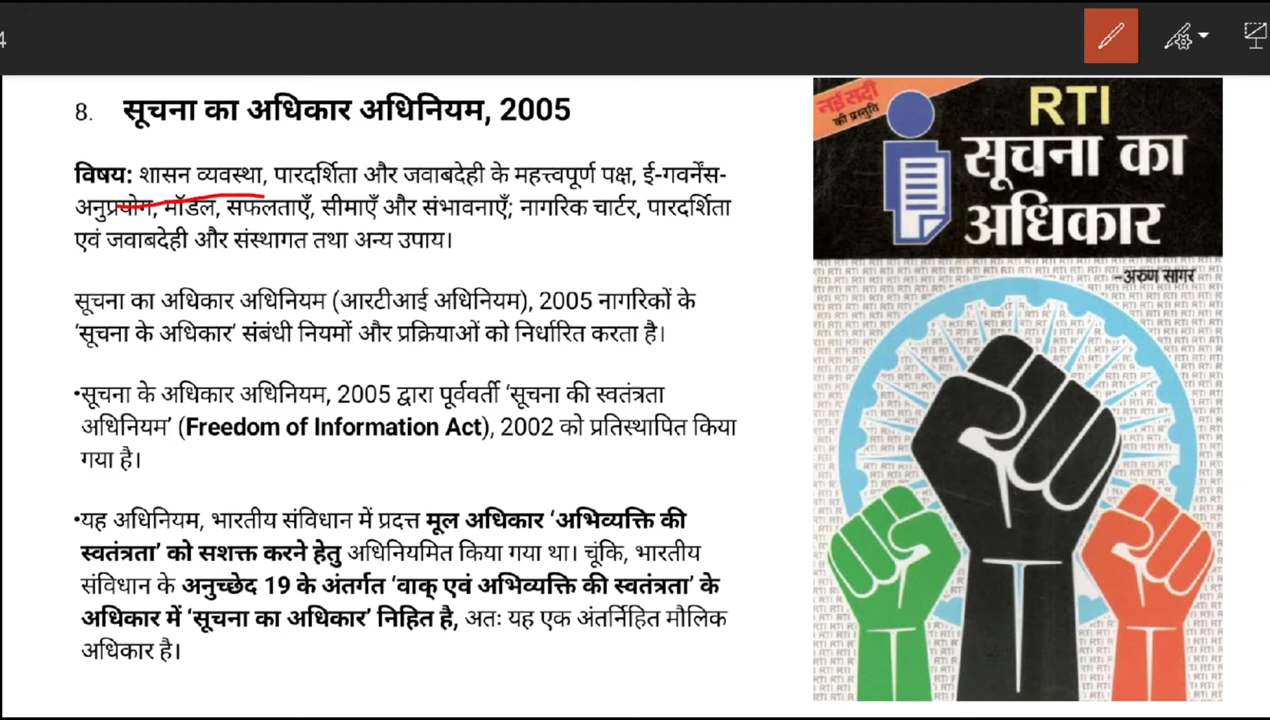 4
8. सूचना का अधिकार अधिनियम, 2005
विषय: शासन व्यवस्था, पारदर्शिता और जवाबदेही के महत्त्वपूर्ण पक्ष, ई-गवर्नेंस-
अनुप्रयोग, मॉडल, सफलताएँ, सीमाएँ और संभावनाएँ; नागरिक चार्टर, पारदर्शिता
एवं जवाबदेही और संस्थागत तथा अन्य उपाय।
सूचना का अधिकार अधिनियम (आरटीआई अधिनियम), 2005 नागरिकों के
‘सूचना के अधिकार’ संबंधी नियमों और प्रक्रियाओं को निर्धारित करता है।
•सूचना के अधिकार अधिनियम, 2005 द्वारा पूर्ववर्ती ‘सूचना की स्वतंत्रता
अधिनियम’ (Freedom of Information Act), 2002 को प्रतिस्थापित किया
गया है।
•यह अधिनियम, भारतीय संविधान में प्रदत्त मूल अधिकार ‘अभिव्यक्ति की
स्वतंत्रता’ को सशक्त करने हेतु अधिनियमित किया गया था। चूंकि, भारतीय
संविधान के अनुच्छेद 19 के अंतर्गत ‘वाक् एवं अभिव्यक्ति की स्वतंत्रता’ के
अधिकार में ‘सूचना का अधिकार’ निहित है, अतः यह एक अंतर्निहित मौलिक
अधिकार है।
नई सदी
की प्रस्तुति
RTI
सूचना का
अधिकार
-अरुण सागर